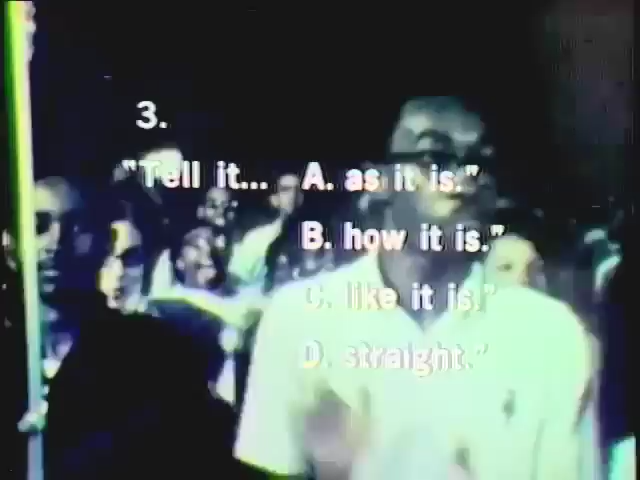 3.
"Tell it... A. as it is."
B. how it is."
C. like it is."
D. straight."